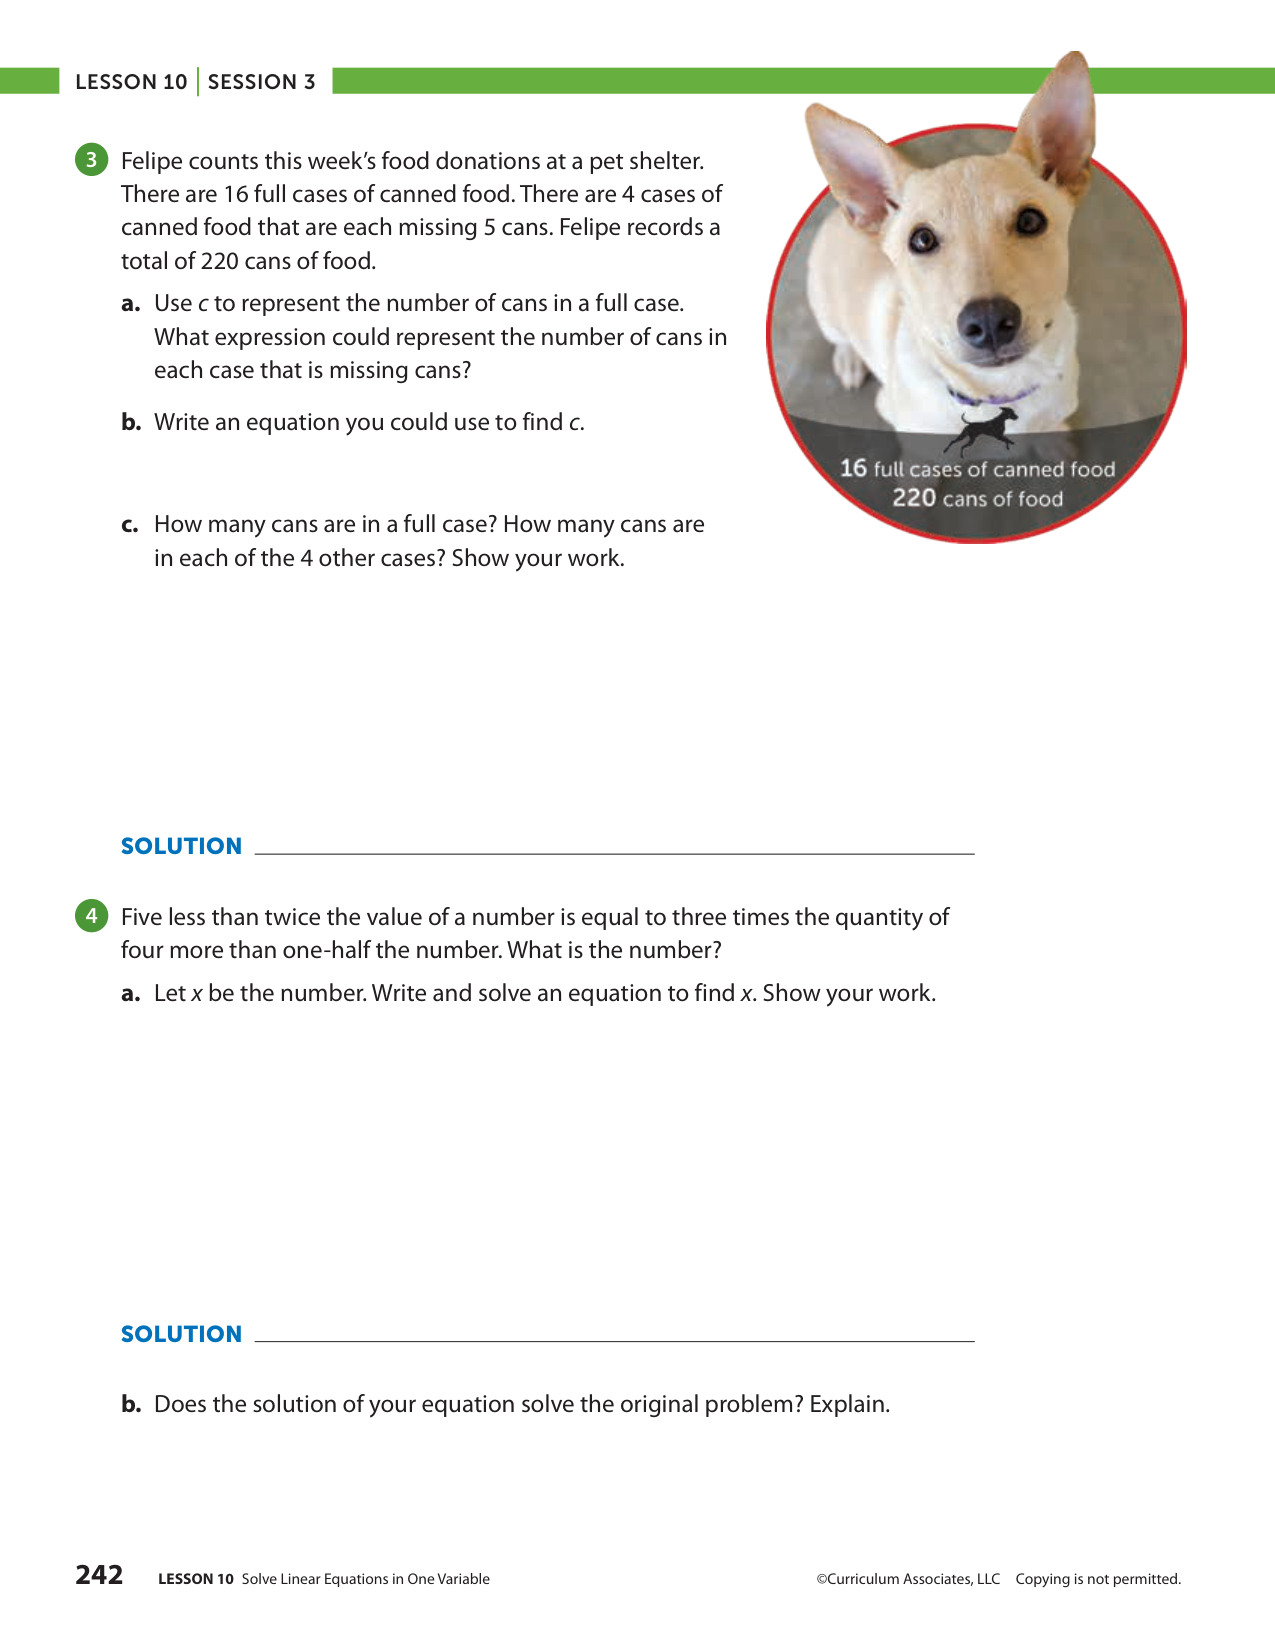 LESSON 10 | SESSION 3
3 Felipe counts this week’s food donations at a pet shelter.
There are 16 full cases of canned food. There are 4 cases of
canned food that are each missing 5 cans. Felipe records a
total of 220 cans of food.
a. Use c to represent the number of cans in a full case.
What expression could represent the number of cans in
each case that is missing cans?
b. Write an equation you could use to find c.
16 full cases of canned food
220 cans of food
c. How many cans are in a full case? How many cans are
in each of the 4 other cases? Show your work.
SOLUTION
4 Five less than twice the value of a number is equal to three times the quantity of
four more than one-half the number. What is the number?
a. Let x be the number. Write and solve an equation to find x. Show your work.
SOLUTION
b. Does the solution of your equation solve the original problem? Explain.
242 LESSON 10 Solve Linear Equations in One Variable ©Curriculum Associates, LLC Copying is not permitted.